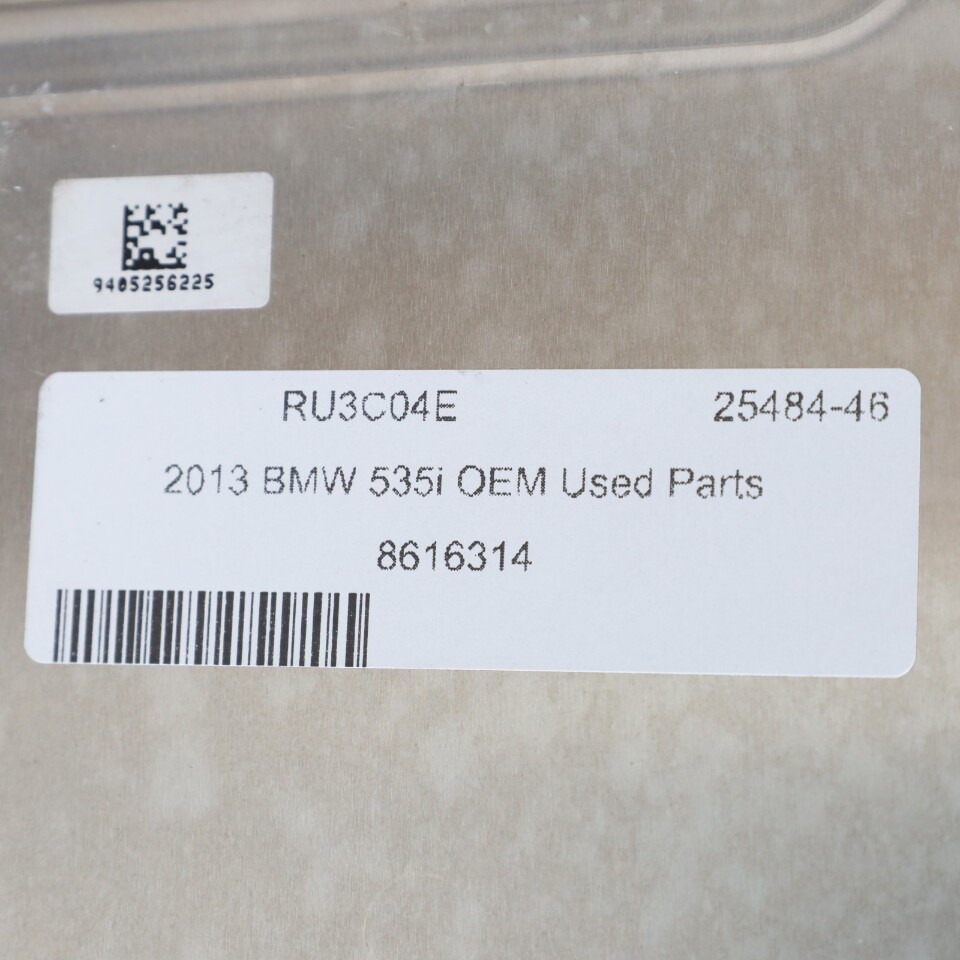 9405256225
RU3C04E 25484-46
2013 BMW 535i OEM Used Parts
8616314